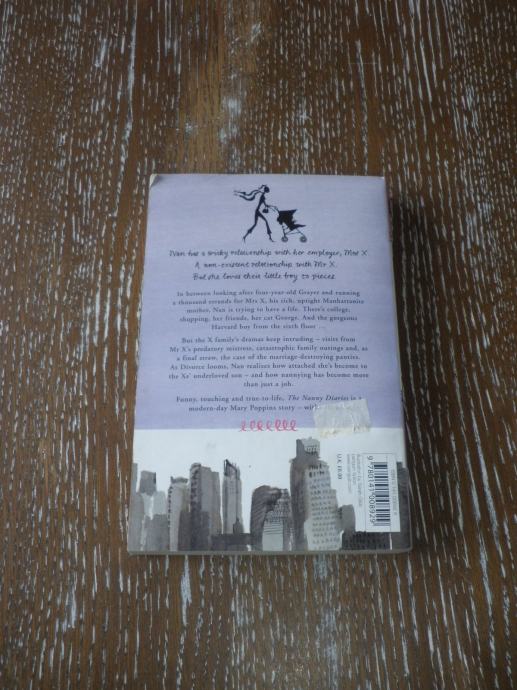 Nan has a tricky relationship with her employer, Mrs X.
A non-existent relationship with Mr X.
But she loves their little boy to pieces.
In between looking after four-year-old Grayer and running
a thousand errands for Mrs X, his rich, uptight Manhattanite
mother, Nan is trying to have a life. There's college,
shopping, her friends, her cat George. And the gorgeous
Harvard boy from the sixth floor ...
But the X family's dramas keep intruding – visits from
Mr X's predatory mistress, catastrophic family outings and, as
a final straw, the case of the marriage-destroying panties.
As Divorce looms, Nan realises how attached she's become to
the Xs' underloved son – and how nannying has become more
than just a job.
Funny, touching and true-to-life, The Nanny Diaries is a
modern-day Mary Poppins story – with
9 780141 008929